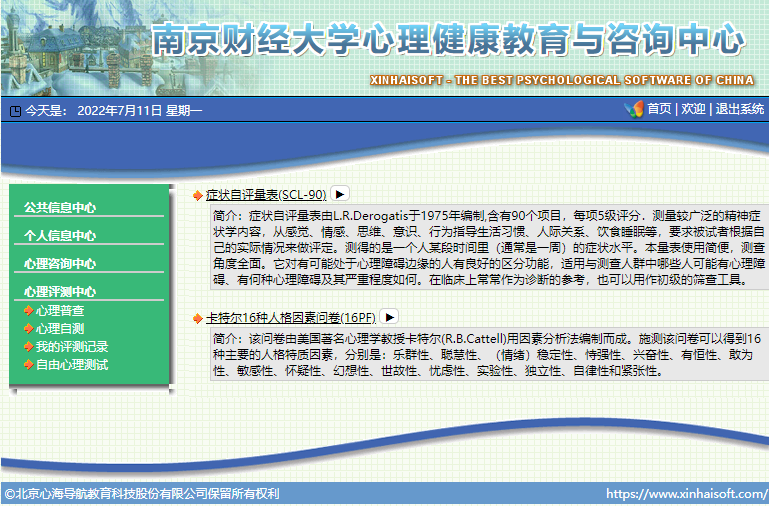 南京财经大学心理健康教育与咨询中心
XINHAISOFT - THE BEST PSYCHOLOGICAL SOFTWARE OF CHINA
今天是： 2022年7月11日 星期一
首页 | 欢迎 | 退出系统
公共信息中心
个人信息中心
心理咨询中心
心理评测中心
心理普查
心理自测
我的评测记录
自由心理测试
症状自评量表(SCL-90)
简介：症状自评量表由L.R.Derogatis于1975年编制,含有90个项目，每项5级评分．测量较广泛的精神症
状学内容，从感觉、情感、思维、意识、行为指导生活习惯、人际关系、饮食睡眠等，要求被试者根据自
己的实际情况来做评定。测得的是一个人某段时间里（通常是一周）的症状水平。本量表使用简便，测查
角度全面。它对有可能处于心理障碍边缘的人有良好的区分功能，适用与测查人群中哪些人可能有心理障
碍、有何种心理障碍及其严重程度如何。在临床上常常作为诊断的参考，也可以用作初级的筛查工具。
卡特尔16种人格因素问卷(16PF)
简介：该问卷由美国著名心理学教授卡特尔(R.B.Cattell)用因素分析法编制而成。施测该问卷可以得到16
种主要的人格特质因素，分别是：乐群性、聪慧性、（情绪）稳定性、恃强性、兴奋性、有恒性、敢为
性、敏感性、怀疑性、幻想性、世故性、忧虑性、实验性、独立性、自律性和紧张性。
©北京心海导航教育科技股份有限公司保留所有权利
https://www.xinhaisoft.com/